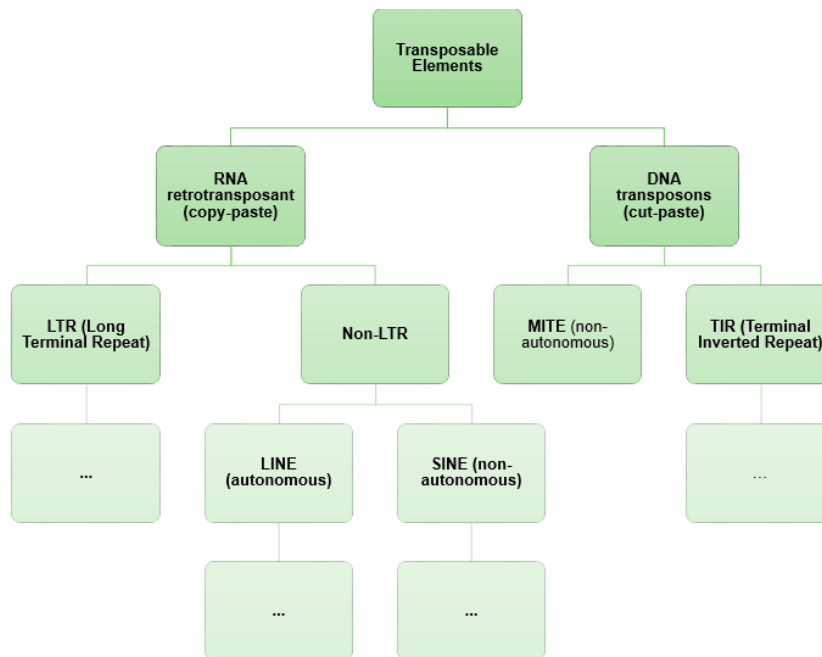 Transposable
Elements
RNA
retrotransposant
(copy-paste)
DNA
transposons
(cut-paste)
LTR (Long
Terminal Repeat)
Non-LTR
MITE (non-
autonomous)
TIR (Terminal
Inverted Repeat)
...
LINE
(autonomous)
SINE (non-
autonomous)
...
...
...